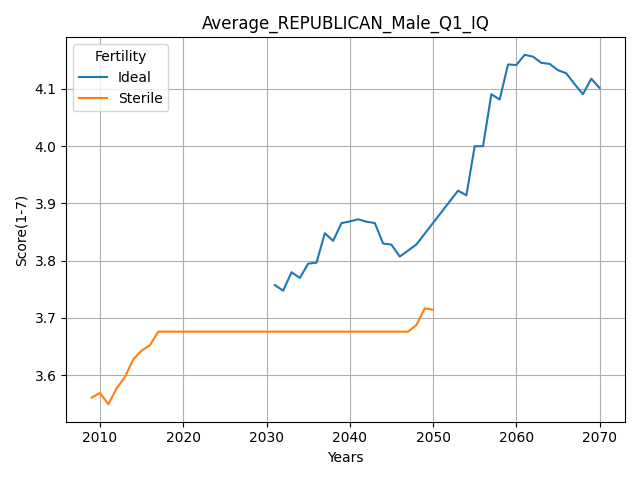 Average_REPUBLICAN_Male_Q1_IQ
Fertility
Ideal
Sterile
Score(1-7)
4.1
4.0
3.9
3.8
3.7
3.6
2010 2020 2030 2040 2050 2060 2070
Years